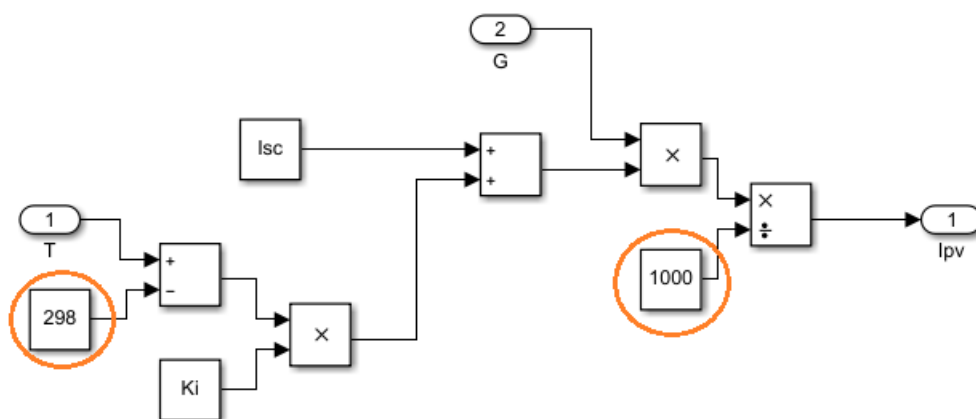 2
G
Isc
+
+
×
×
÷
1
Ipv
1000
1
T
+
−
298
×
Ki